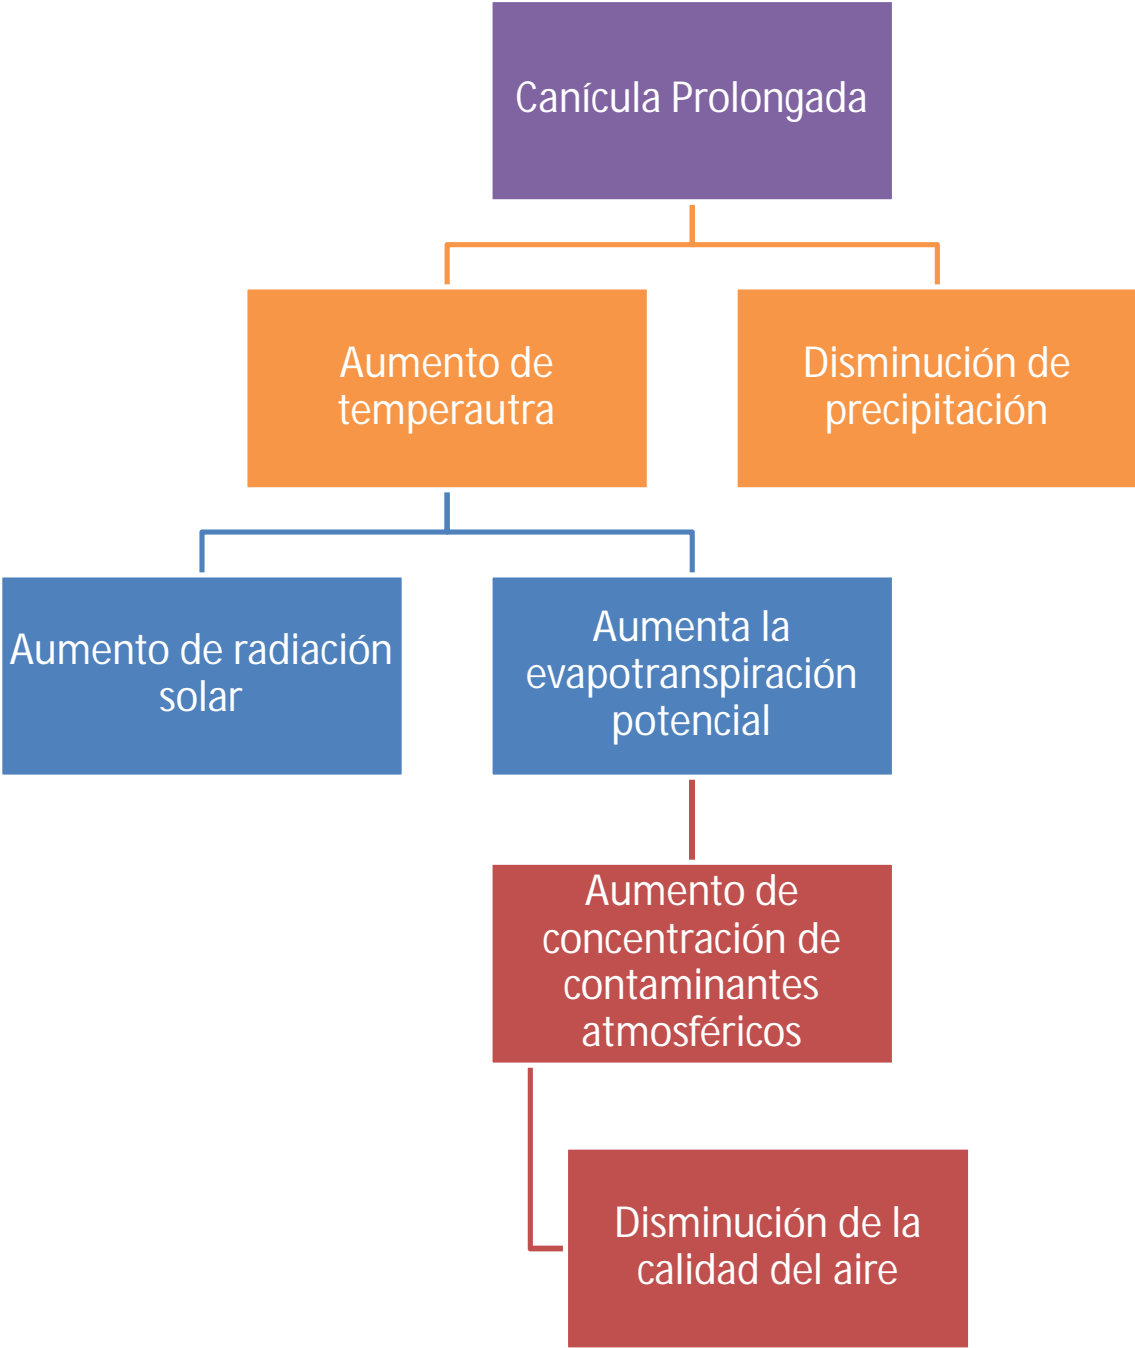 Canícula Prolongada
Aumento de
temperautra
Disminución de
precipitación
Aumento de radiación
solar
Aumenta la
evapotranspiración
potencial
Aumento de
concentración de
contaminantes
atmosféricos
Disminución de la
calidad del aire